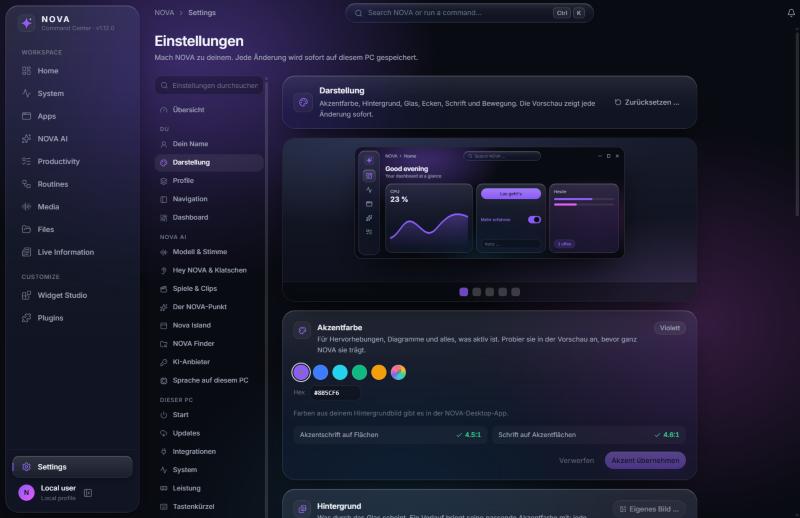 NOVA
Command Center · v1.12.0
WORKSPACE
Home
System
Apps
NOVA AI
Productivity
Routines
Media
Files
Live Information
CUSTOMIZE
Widget Studio
Plugins
Settings
N
Local user
Local profile
NOVA > Settings
Search NOVA or run a command...
Ctrl K
Einstellungen
Mach NOVA zu deinem. Jede Änderung wird sofort auf diesem PC gespeichert.
Einstellungen durchsuchen
Übersicht
DU
Dein Name
Darstellung
Profile
Navigation
Dashboard
NOVA AI
Modell & Stimme
Hey NOVA & Klatschen
Spiele & Clips
Der NOVA-Punkt
Nova Island
NOVA Finder
KI-Anbieter
Sprache auf diesem PC
DIESER PC
Start
Updates
Integrationen
System
Leistung
Tastenkürzel
Darstellung
Akzentfarbe, Hintergrund, Glas, Ecken, Schrift und Bewegung. Die Vorschau zeigt jede
Änderung sofort.
Zurücksetzen ...
NOVA > Home
Search NOVA ...
Good evening
Your dashboard at a glance
CPU
23 %
Los geht's
Mehr erfahren
Heute
Akzentfarbe
Für Hervorhebungen, Diagramme und alles, was aktiv ist. Probier sie in der Vorschau an, bevor ganz
NOVA sie trägt.
Violett
Hex #8B5CF6
Farben aus deinem Hintergrundbild gibt es in der NOVA-Desktop-App.
Akzentschrift auf Flächen 4.5:1
Schrift auf Akzentflächen 4.6:1
Verwerfen
Akzent übernehmen
Hintergrund
Eigenes Bild ...